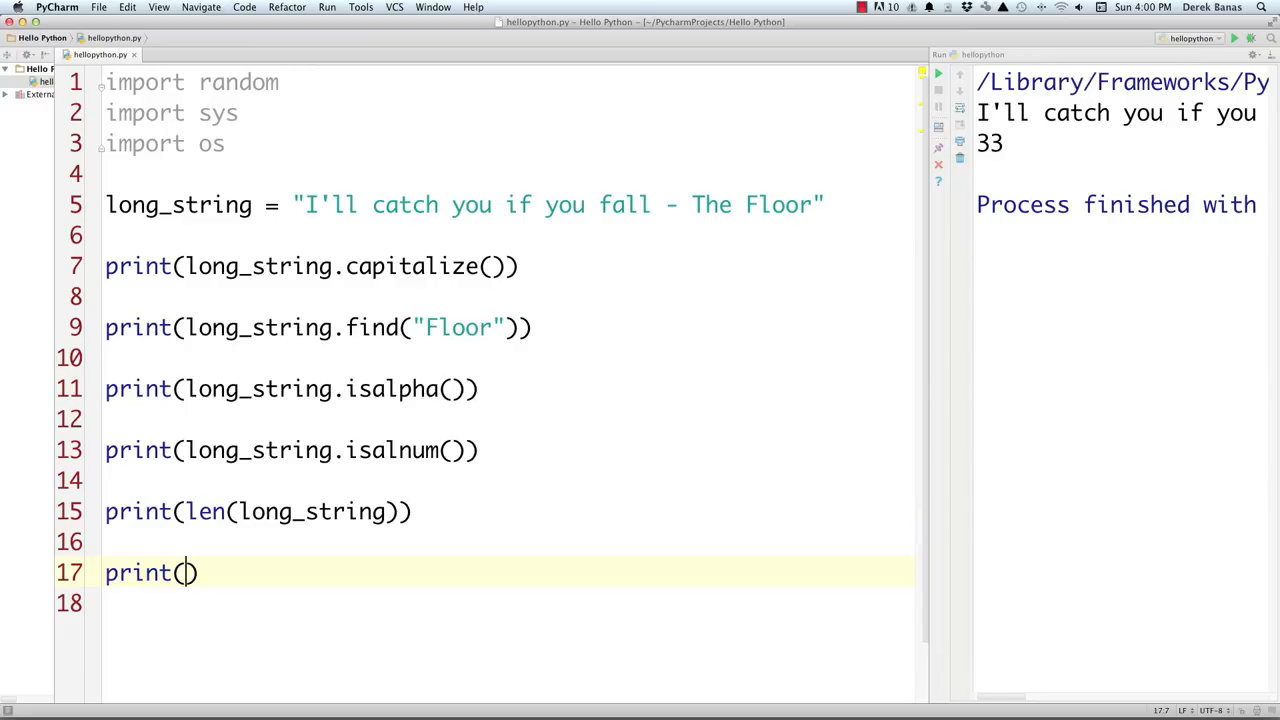 PyCharm File Edit View Navigate Code Refactor Run Tools VCS Window Help 10 Sun 4:00 PM Derek Banas
hellopython.py – Hello Python – [~/PycharmProjects/Hello Python]
Hello Python hellopython.py hellopython
hellopython.py Run hellopython
Hello P
hell
Extern
1 import random
2 import sys
3 import os
4
5 long_string = "I'll catch you if you fall - The Floor"
6
7 print(long_string.capitalize())
8
9 print(long_string.find("Floor"))
10
11 print(long_string.isalpha())
12
13 print(long_string.isalnum())
14
15 print(len(long_string))
16
17 print()
18
/Library/Frameworks/Py
I'll catch you if you
33
Process finished with
17:7 LF UTF-8